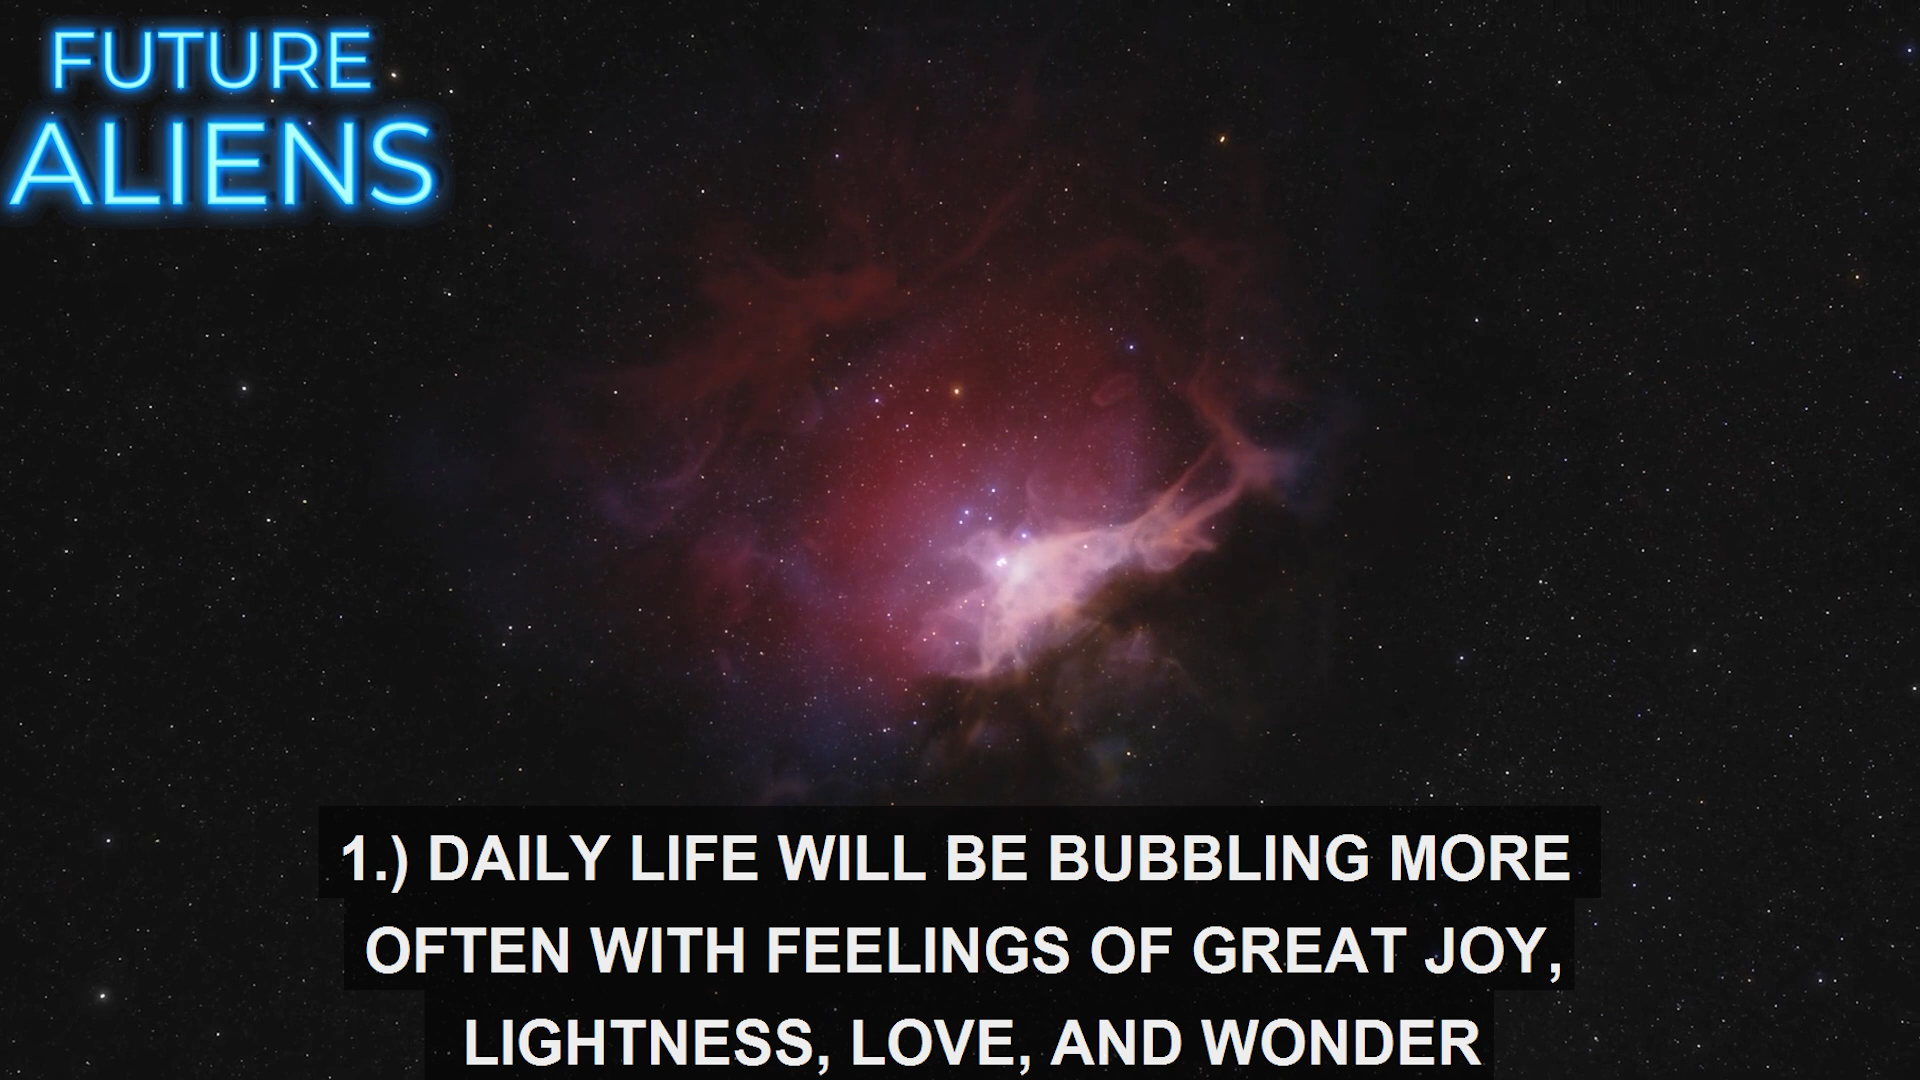 FUTURE
ALIENS
1.) DAILY LIFE WILL BE BUBBLING MORE
OFTEN WITH FEELINGS OF GREAT JOY,
LIGHTNESS, LOVE, AND WONDER